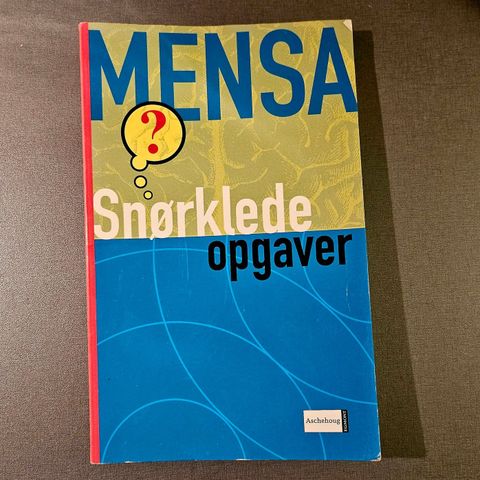 MENSA
?
Snørklede
opgaver
Aschehoug